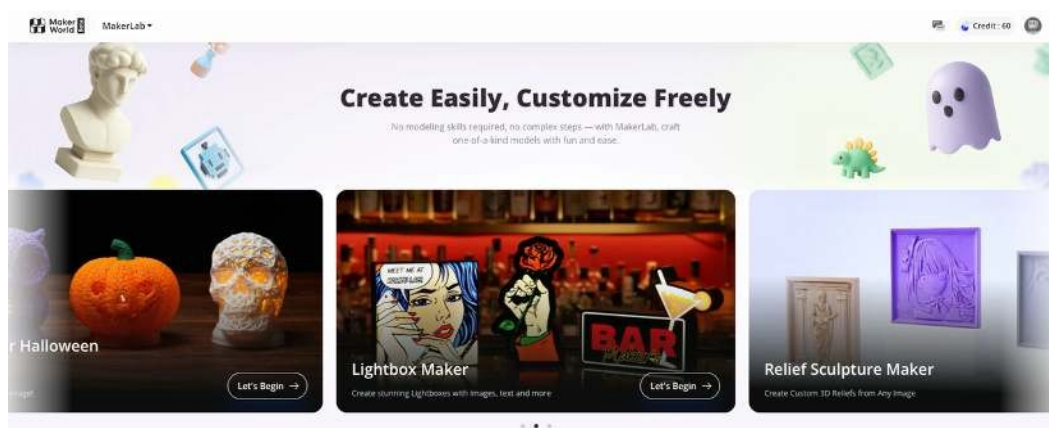 Maker
World
MakerLab
Credit: 60
Create Easily, Customize Freely
No modeling skills required, no complex steps — with MakerLab, craft
one-of-a-kind models with fun and ease.
r Halloween
Let's Begin →
MEET ME AT
BAR
Lightbox Maker
Create stunning Lightboxes with images, text and more
Let's Begin →
Relief Sculpture Maker
Create Custom 3D Reliefs from Any Image